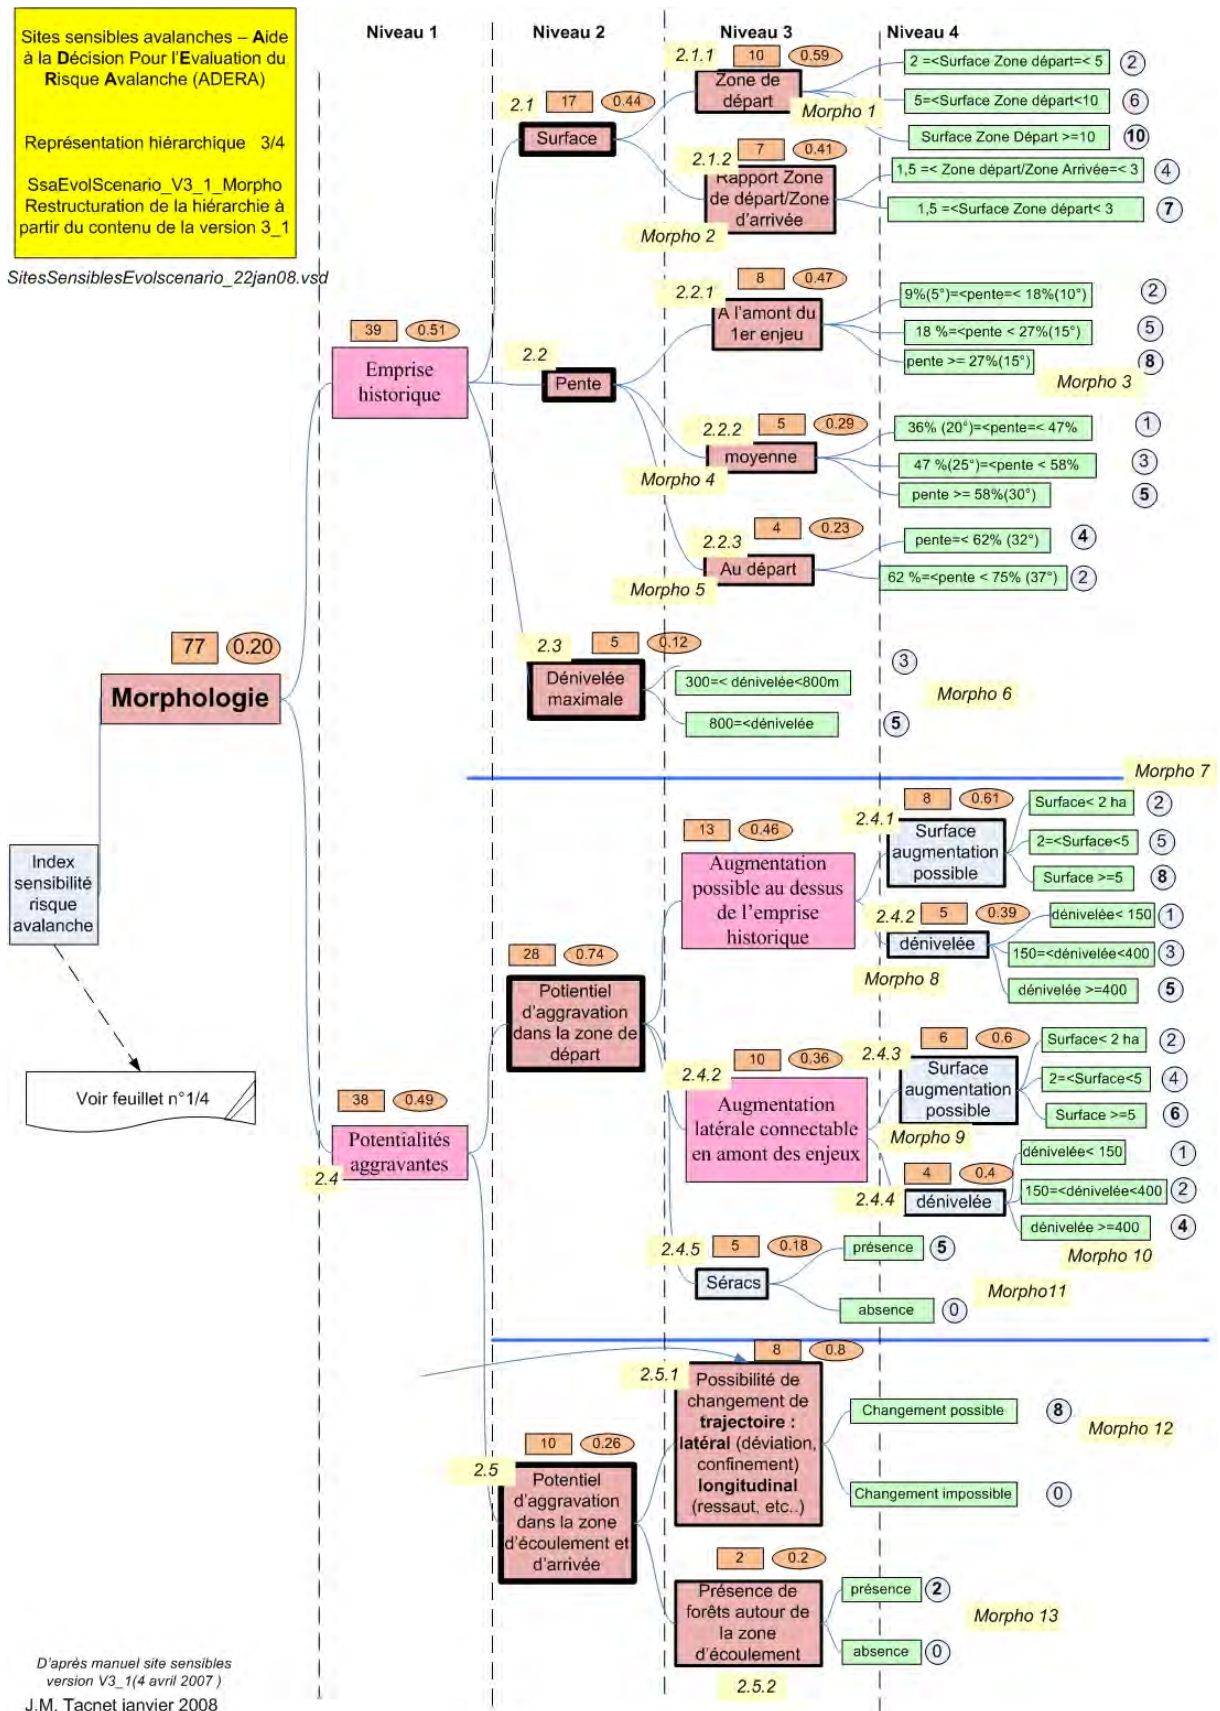 Sites sensibles avalanches – Aide
à la Décision Pour l'Evaluation du
Risque Avalanche (ADERA)
Représentation hiérarchique 3/4
SsaEvolScenario_V3_1_Morpho
Restructuration de la hiérarchie à
partir du contenu de la version 3_1
SitesSensiblesEvolscenario_22jan08.vsd
Niveau 1
Niveau 2
Niveau 3
Niveau 4
2.1.1
10
0.59
Zone de
départ
Morpho 1
2 =<Surface Zone départ=< 5
2
5=<Surface Zone départ<10
6
Surface Zone Départ >=10
10
2.1
17
0.44
Surface
2.1.2
7
0.41
Rapport Zone
de départ/Zone
d'arrivée
Morpho 2
1,5 =< Zone départ/Zone Arrivée=< 3
4
1,5 =<Surface Zone départ< 3
7
39
0.51
Emprise
historique
2.2
Pente
2.2.1
8
0.47
A l'amont du
1er enjeu
9%(5°)=<pente=< 18%(10°)
2
18 %=<pente < 27%(15°)
5
pente >= 27%(15°)
8
Morpho 3
2.2.2
5
0.29
moyenne
Morpho 4
36% (20°)=<pente=< 47%
1
47 %(25°)=<pente < 58%
3
pente >= 58%(30°)
5
2.2.3
4
0.23
Au départ
Morpho 5
pente=< 62% (32°)
4
62 %=<pente < 75% (37°)
2
77
0.20
Morphologie
2.3
5
0.12
Dénivelée
maximale
300=< dénivelée<800m
3
800=<dénivelée
5
Morpho 6
Morpho 7
Index
sensibilité
risque
avalanche
Voir feuillet n°1/4
38
0.49
Potentialités
aggravantes
2.4
28
0.74
Potientiel
d'aggravation
dans la zone de
départ
13
0.46
Augmentation
possible au dessus
de l'emprise
historique
2.4.1
8
0.61
Surface
augmentation
possible
Surface< 2 ha
2
2=<Surface<5
5
Surface >=5
8
2.4.2
5
0.39
dénivelée
Morpho 8
dénivelée< 150
1
150=<dénivelée<400
3
dénivelée >=400
5
2.4.2
10
0.36
Augmentation
latérale connectable
en amont des enjeux
2.4.3
6
0.6
Surface
augmentation
possible
Morpho 9
Surface< 2 ha
2
2=<Surface<5
4
Surface >=5
6
2.4.4
4
0.4
dénivelée
dénivelée< 150
1
150=<dénivelée<400
2
dénivelée >=400
4
Morpho 10
2.4.5
5
0.18
Séracs
présence
5
absence
0
Morpho11
2.5
10
0.26
Potentiel
d'aggravation
dans la zone
d'écoulement et
d'arrivée
2.5.1
8
0.8
Possibilité de
changement de
trajectoire :
latéral (déviation,
confinement)
longitudinal
(ressaut, etc..)
Changement possible
8
Changement impossible
0
Morpho 12
2
0.2
Présence de
forêts autour de
la zone
d'écoulement
2.5.2
présence
2
absence
0
Morpho 13
D'après manuel site sensibles
version V3_1(4 avril 2007 )
J.M. Tacnet janvier 2008